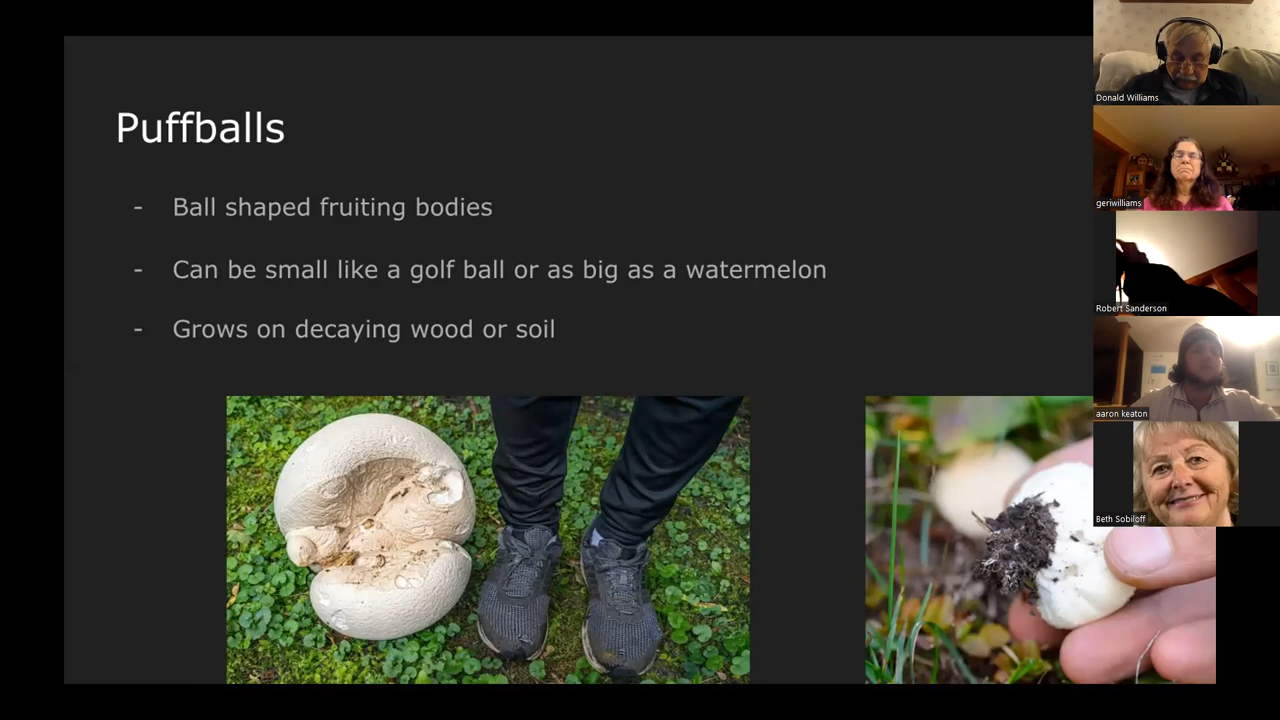 Puffballs
- Ball shaped fruiting bodies
- Can be small like a golf ball or as big as a watermelon
- Grows on decaying wood or soil
Donald Williams
geriwilliams
Robert Sanderson
aaron keaton
Beth Sobiloff